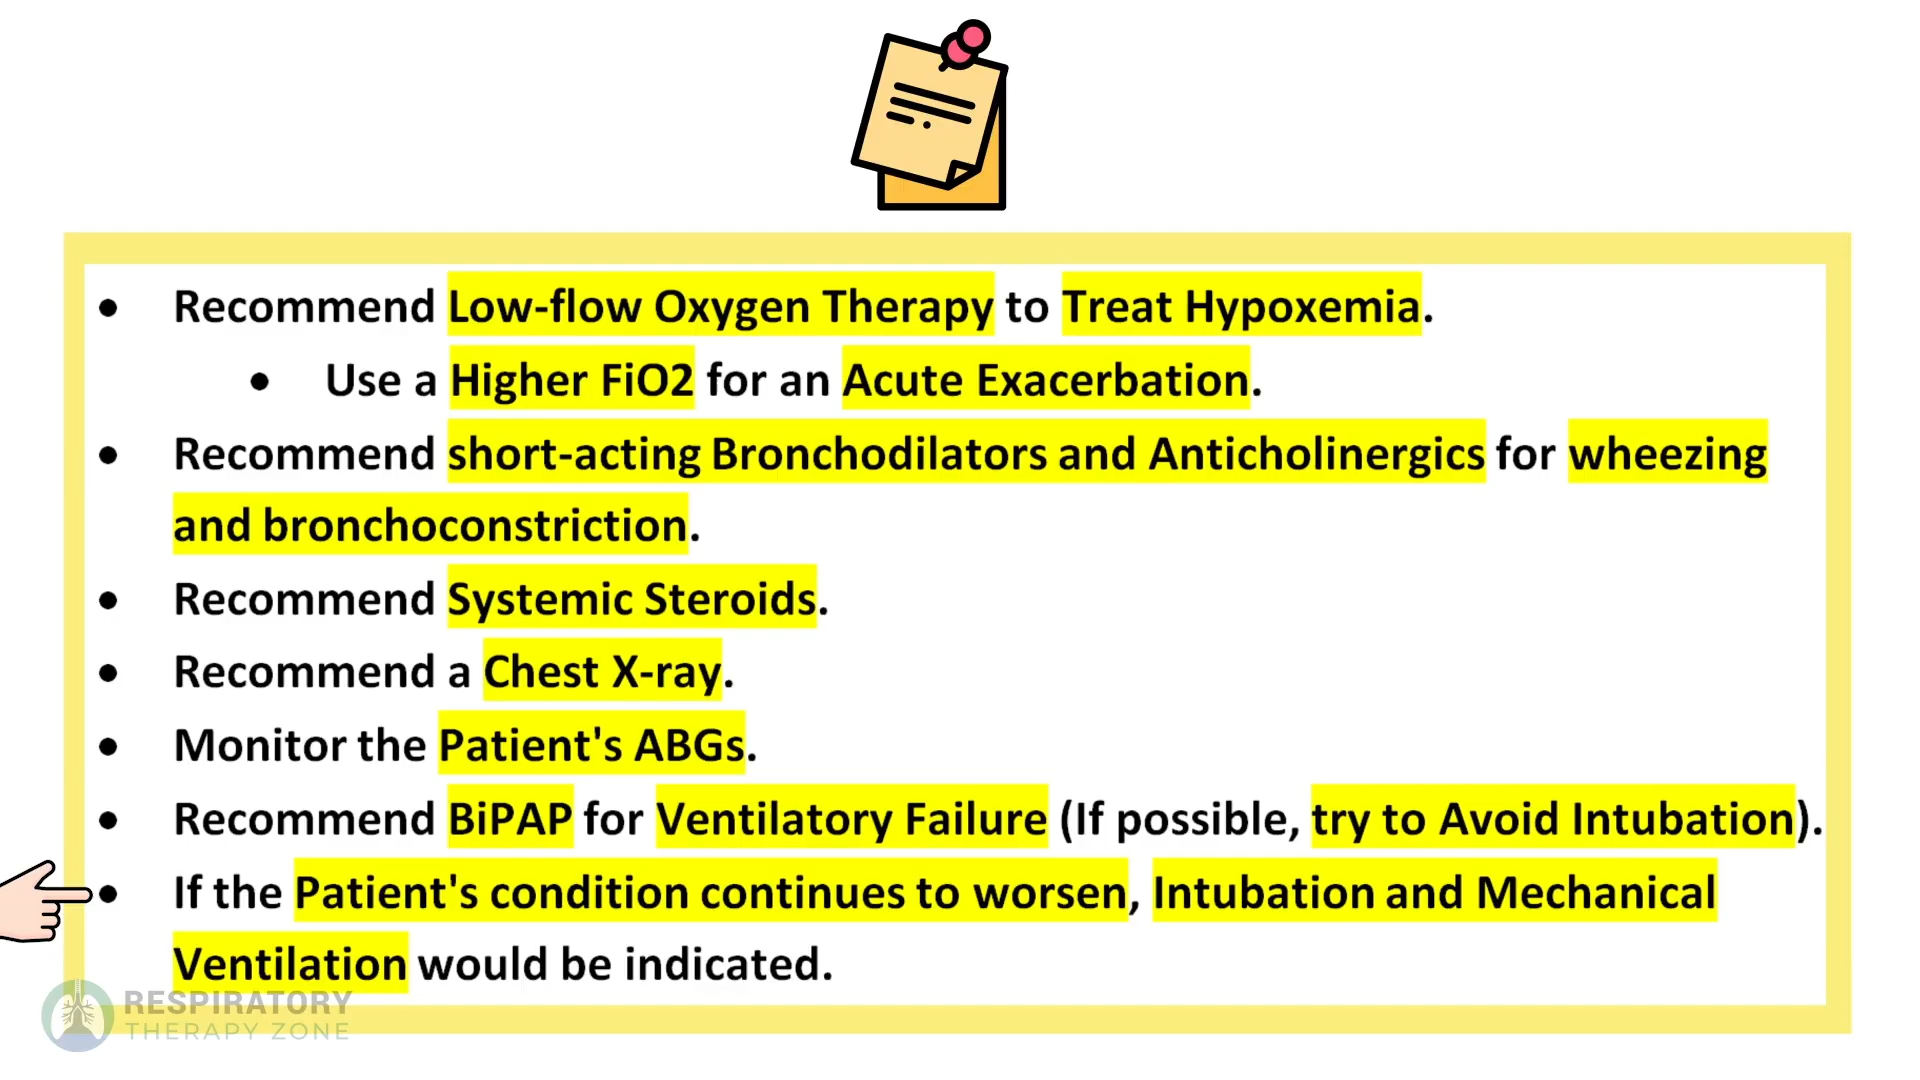 • Recommend Low-flow Oxygen Therapy to Treat Hypoxemia.
• Use a Higher FiO2 for an Acute Exacerbation.
• Recommend short-acting Bronchodilators and Anticholinergics for wheezing
and bronchoconstriction.
• Recommend Systemic Steroids.
• Recommend a Chest X-ray.
• Monitor the Patient's ABGs.
• Recommend BiPAP for Ventilatory Failure (If possible, try to Avoid Intubation).
• If the Patient's condition continues to worsen, Intubation and Mechanical
Ventilation would be indicated.
RESPIRATORY
THERAPY ZONE